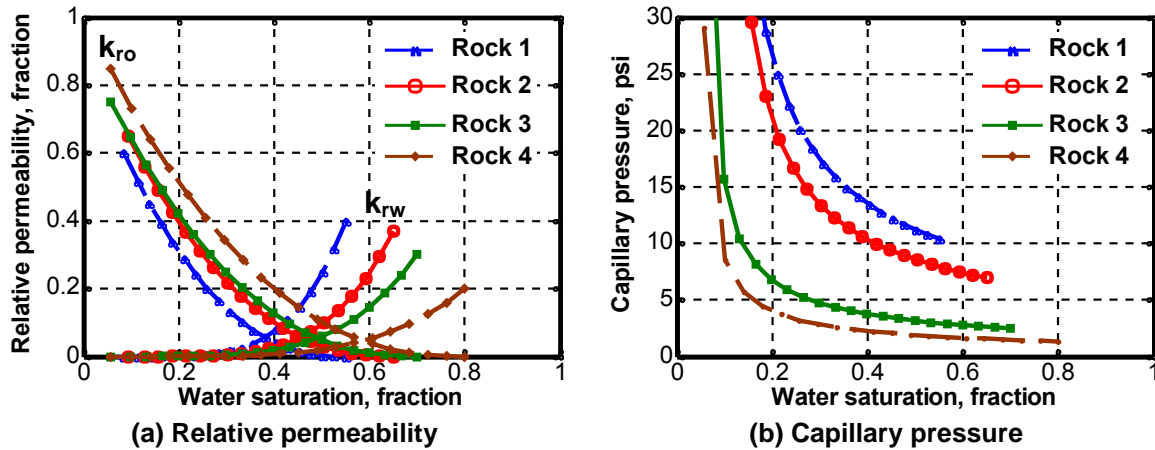 Relative permeability, fraction
1
0.8
0.6
0.4
0.2
0
0
0.2
0.4
0.6
0.8
1
kro
krw
Rock 1
Rock 2
Rock 3
Rock 4
Water saturation, fraction
(a) Relative permeability
Capillary pressure, psi
30
25
20
15
10
5
0
0
0.2
0.4
0.6
0.8
1
Rock 1
Rock 2
Rock 3
Rock 4
Water saturation, fraction
(b) Capillary pressure